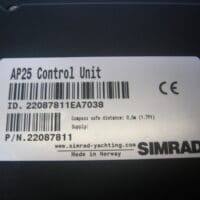 AP25 Control Unit
CE
ID. 22087811EA7038
Compass safe distance: 0,6m (1.7ft)
Supply:
P/N. 22087811
www.simrad-yachting.com
Made in Norway
SIMRAD